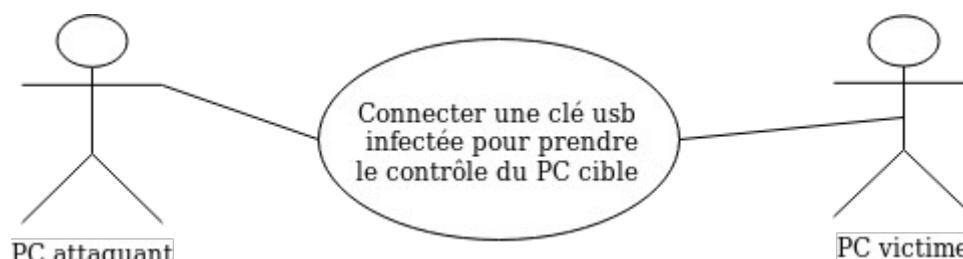 Connecter une clé usb
infectée pour prendre
le contrôle du PC cible
PC attaquant
PC victime